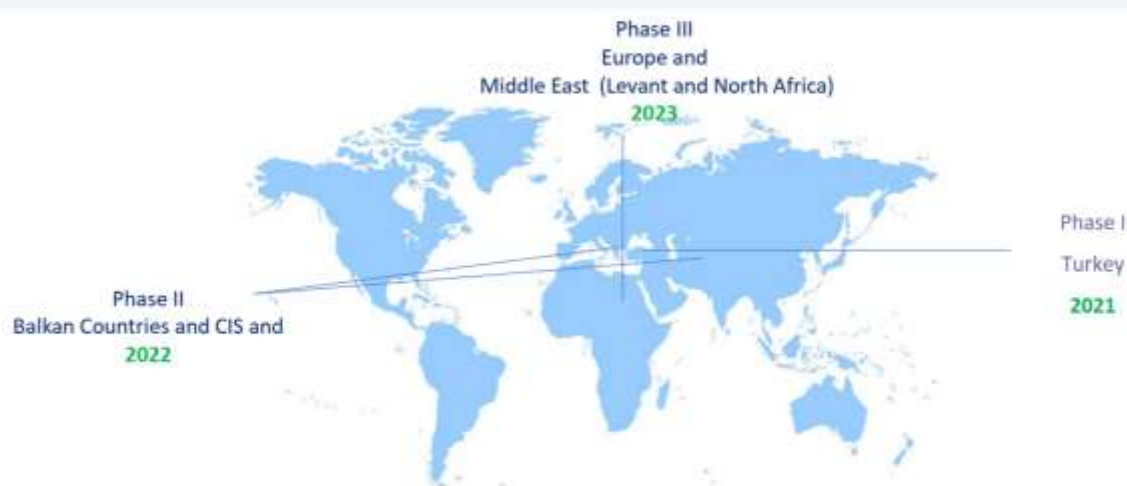 Phase III
Europe and
Middle East (Levant and North Africa)
2023
Phase I
Turkey
2021
Phase II
Balkan Countries and CIS and
2022